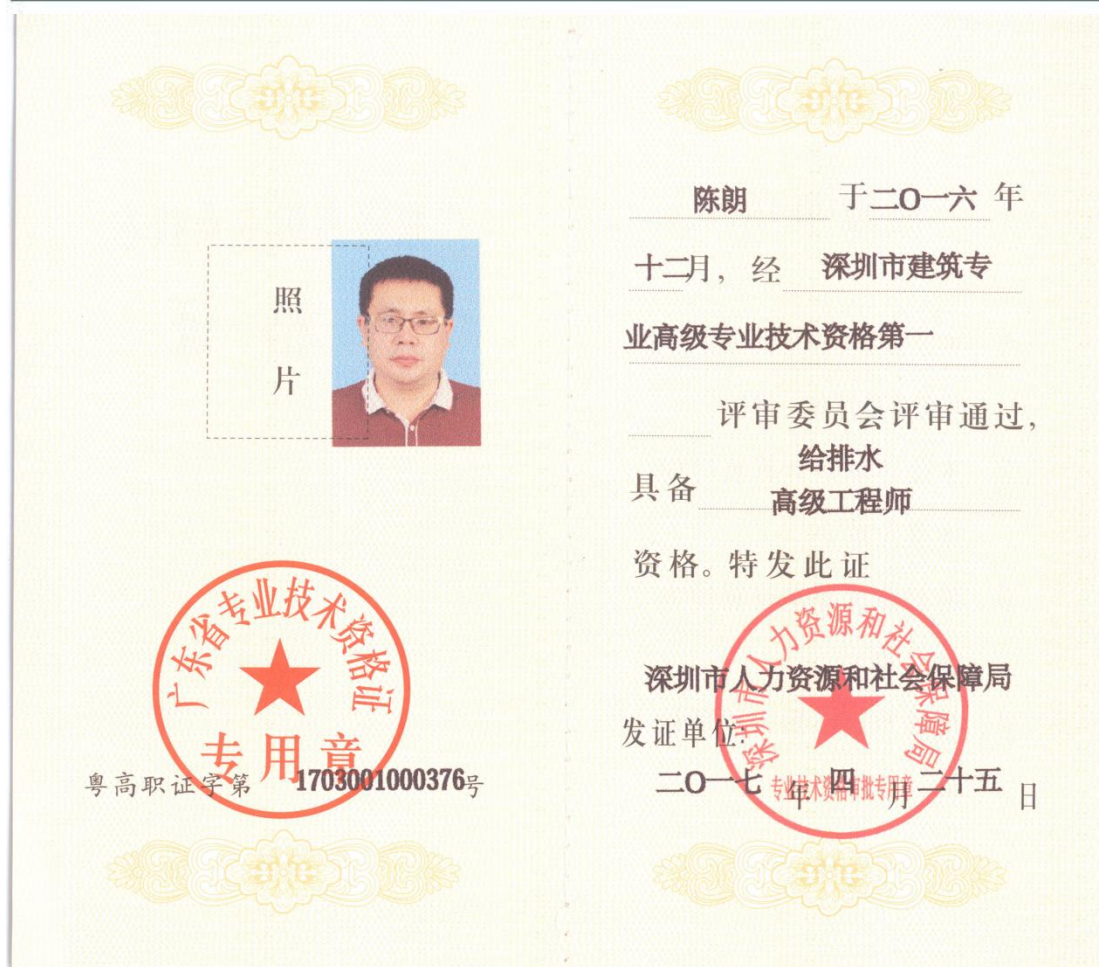 照
片
广东省专业技术资格证
专用章
粤高职证字第 1703001000376号
陈朗 于二O一六年
十二月，经 深圳市建筑专
业高级专业技术资格第一
评审委员会评审通过，
给排水
具备 高级工程师
资格。特发此证
深圳市人力资源和社会保障局
发证单位：
二O一七年四月二十五日
深圳市人力资源和社会保障局
专业技术资格审批专用章